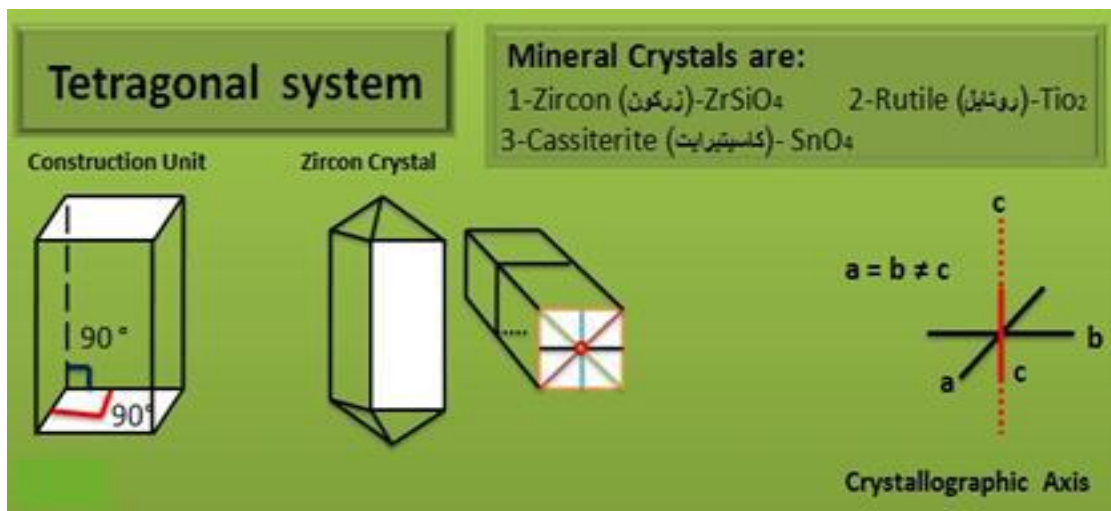 Tetragonal system
Mineral Crystals are:
1-Zircon (زركون)-ZrSiO₄ 2-Rutile (روتايل)-Tio₂
3-Cassiterite (كاسيتيرايت)- SnO₄
Construction Unit
Zircon Crystal
90 °
90°
a = b ≠ c
c
b
a
c
Crystallographic Axis